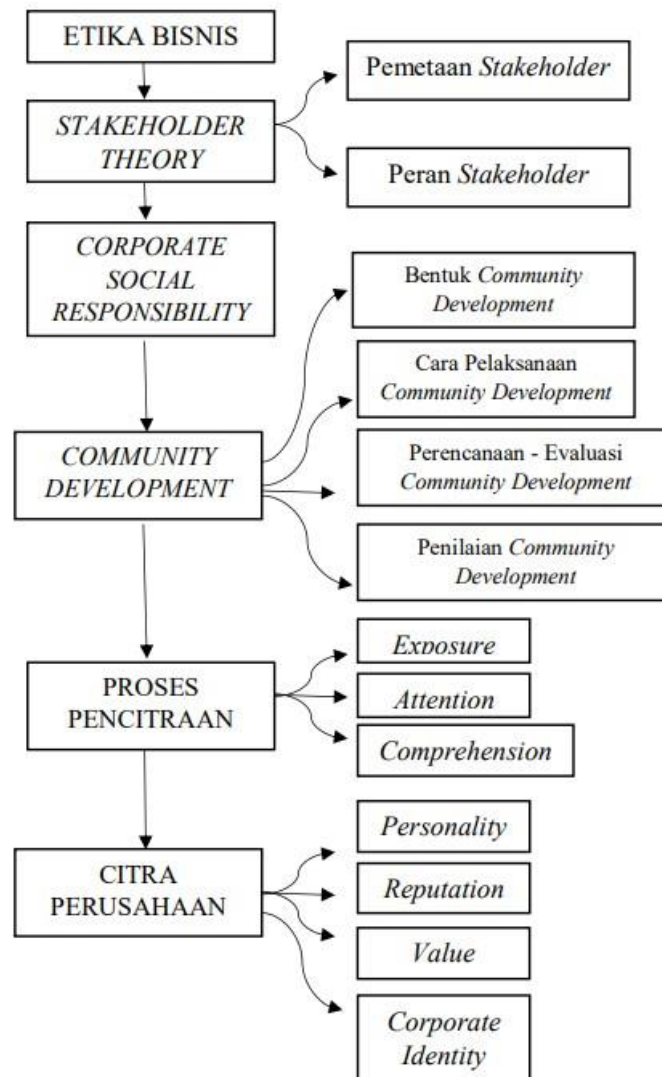 ETIKA BISNIS
Pemetaan Stakeholder
STAKEHOLDER
THEORY
Peran Stakeholder
CORPORATE
SOCIAL
RESPONSIBILITY
Bentuk Community
Development
Cara Pelaksanaan
Community Development
COMMUNITY
DEVELOPMENT
Perencanaan - Evaluasi
Community Development
Penilaian Community
Development
PROSES
PENCITRAAN
Exposure
Attention
Comprehension
CITRA
PERUSAHAAN
Personality
Reputation
Value
Corporate
Identity